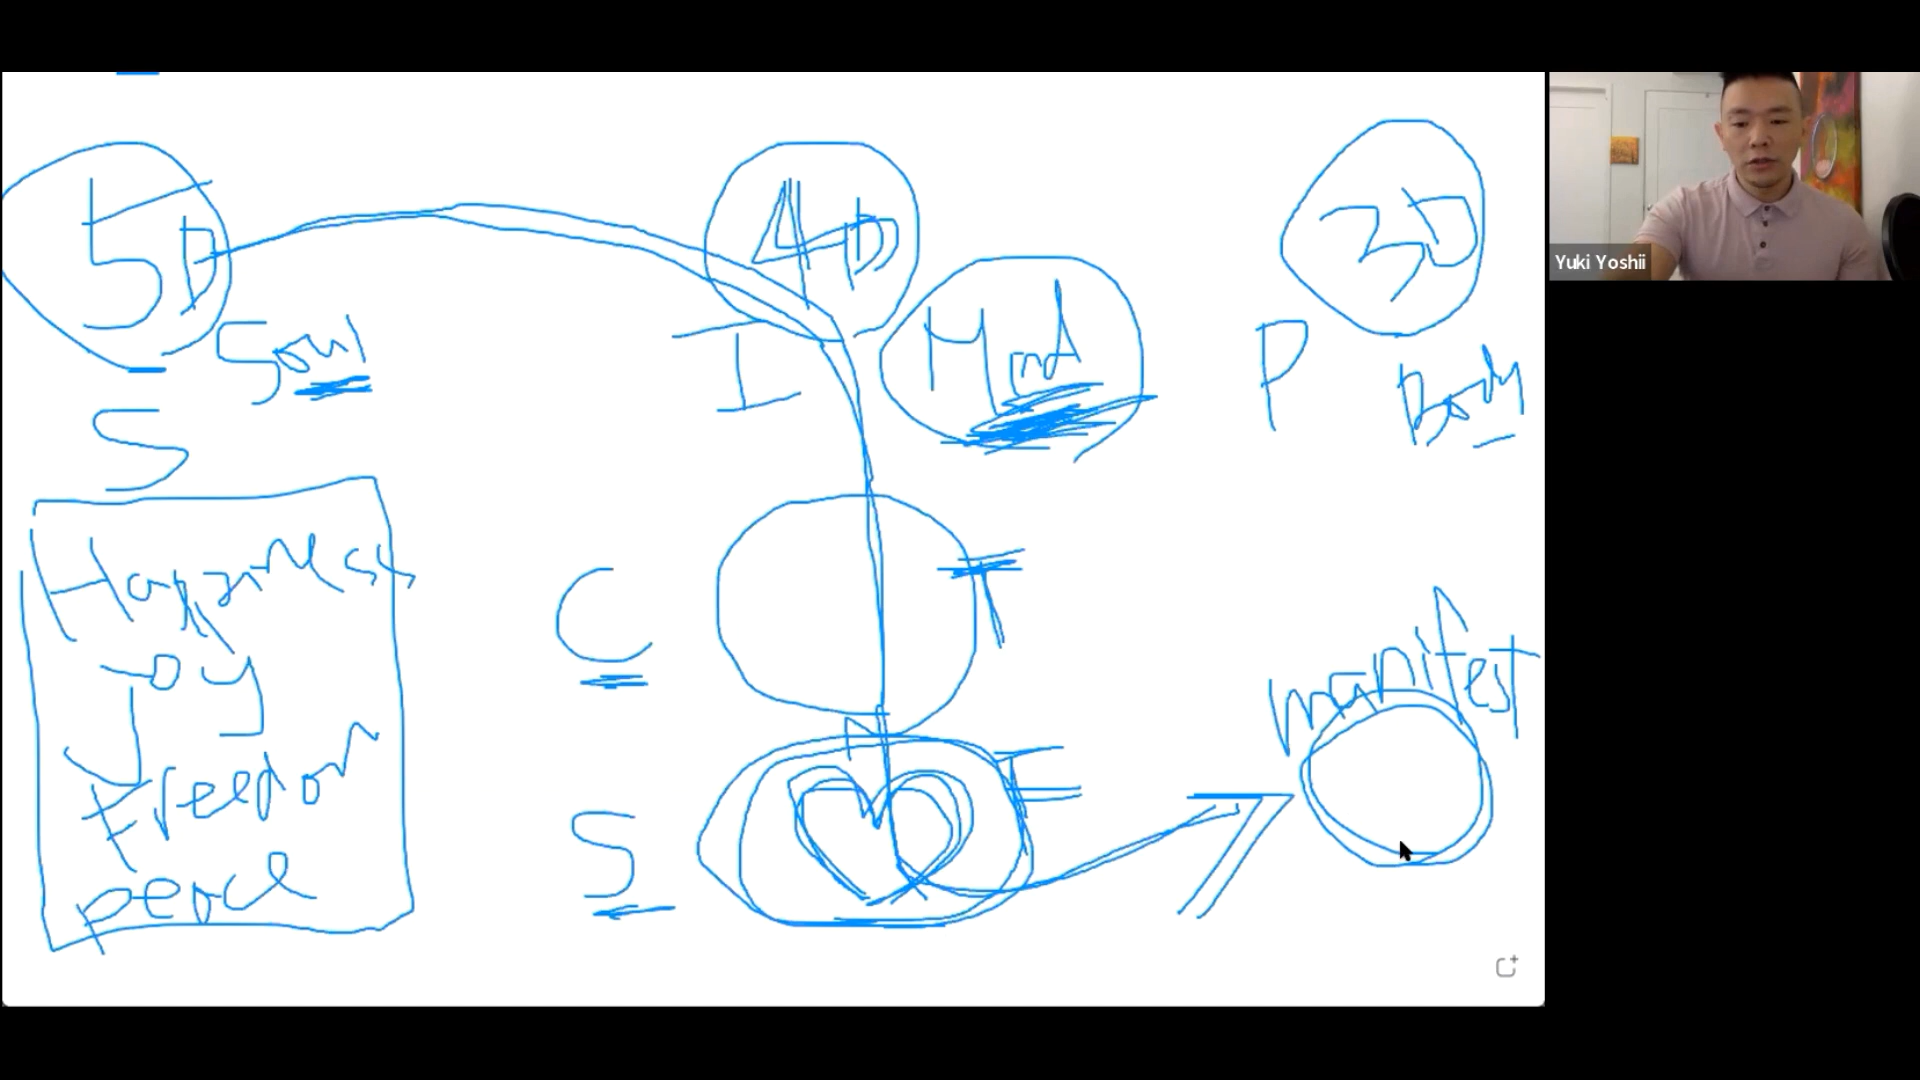 5D
4D
3D
Yuki Yoshii
Soul
I
Mind
P
Body
S
Happiness
Joy
Freedom
peace
C
T
S
E
manifest